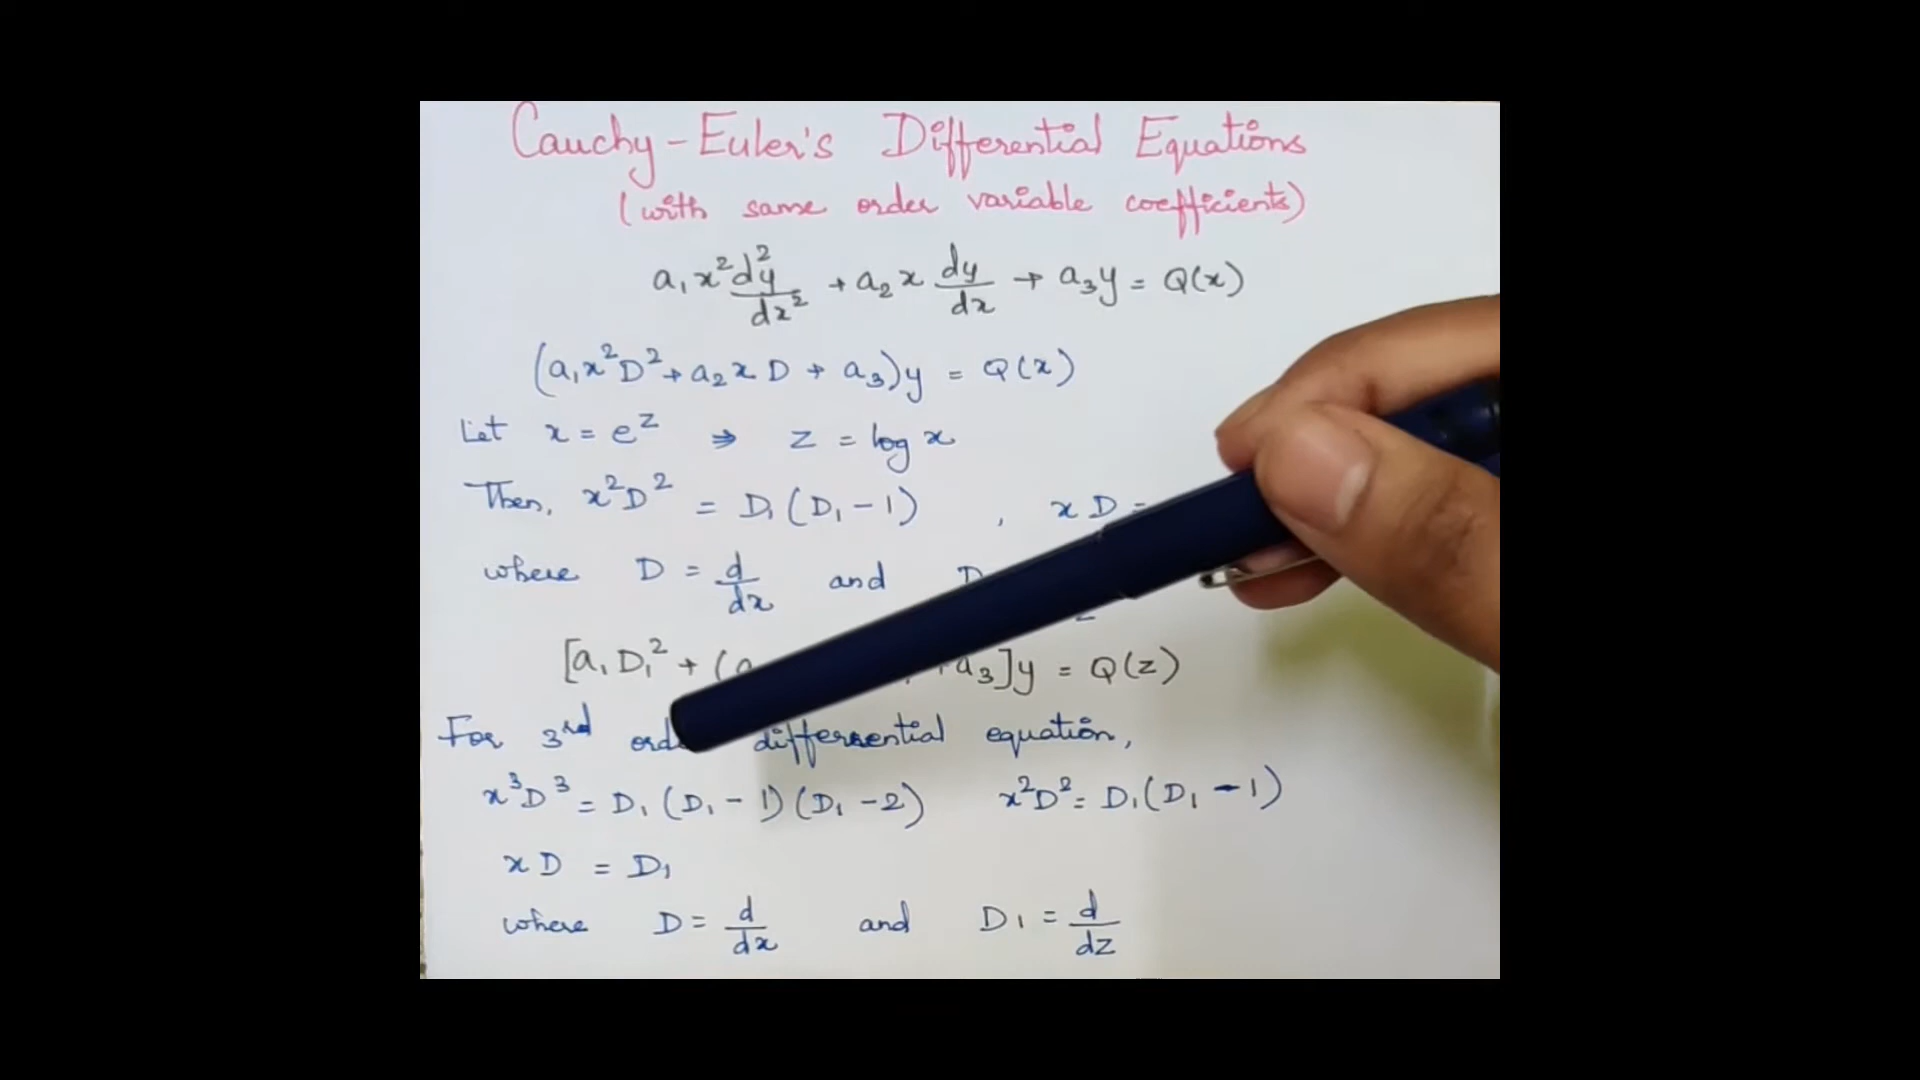 Cauchy-Euler's Differential Equations
(with same order variable coefficients)
a₁x² d²y/dx² + a₂x dy/dx + a₃y = Q(x)
(a₁x²D² + a₂xD + a₃)y = Q(x)
Let x = e^z ⇒ z = log x
Then, x²D² = D₁(D₁-1) , xD =
where D = d/dx and
[a₁D₁² + ( +a₃]y = Q(z)
For 3rd differential equation,
x³D³ = D₁(D₁-1)(D₁-2) x²D² = D₁(D₁-1)
xD = D₁
where D = d/dx and D₁ = d/dz